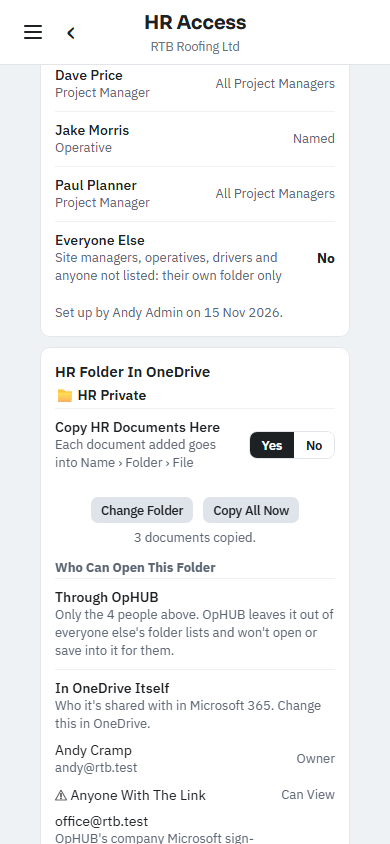 HR Access
RTB Roofing Ltd
Dave Price
Project Manager
All Project Managers
Jake Morris
Operative
Named
Paul Planner
Project Manager
All Project Managers
Everyone Else
Site managers, operatives, drivers and
anyone not listed: their own folder only
No
Set up by Andy Admin on 15 Nov 2026.
HR Folder In OneDrive
HR Private
Copy HR Documents Here
Each document added goes
into Name › Folder › File
Yes
No
Change Folder
Copy All Now
3 documents copied.
Who Can Open This Folder
Through OpHUB
Only the 4 people above. OpHUB leaves it out of
everyone else's folder lists and won't open or
save into it for them.
In OneDrive Itself
Who it's shared with in Microsoft 365. Change
this in OneDrive.
Andy Cramp
andy@rtb.test
Owner
⚠ Anyone With The Link
Can View
office@rtb.test
OpHUB's company Microsoft sign-